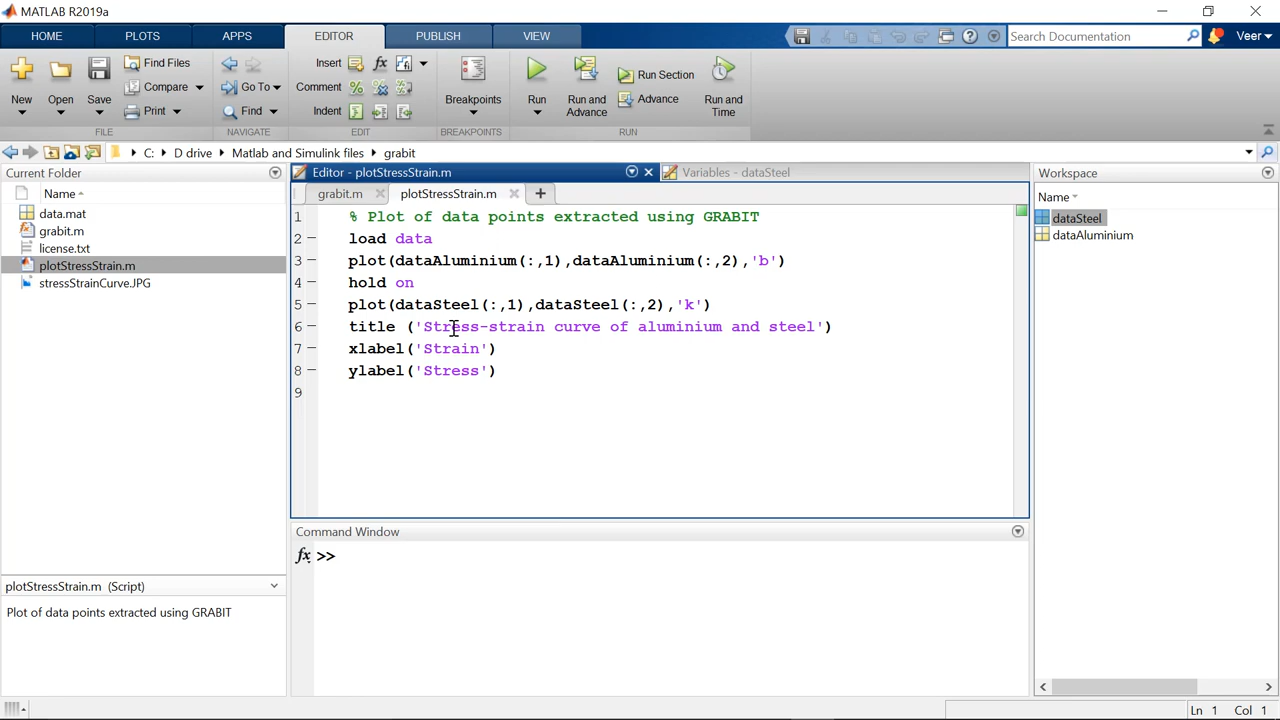 MATLAB R2019a
HOME PLOTS APPS EDITOR PUBLISH VIEW Search Documentation Veer
New Open Save Find Files Compare Print Go To Find Insert fx Comment Indent Breakpoints Run Run and Advance Run Section Advance Run and Time
FILE NAVIGATE EDIT BREAKPOINTS RUN
C: D drive Matlab and Simulink files grabit
Current Folder
Name
data.mat
grabit.m
license.txt
plotStressStrain.m
stressStrainCurve.JPG
plotStressStrain.m (Script)
Plot of data points extracted using GRABIT
Editor - plotStressStrain.m Variables - dataSteel
grabit.m plotStressStrain.m
1 % Plot of data points extracted using GRABIT
2 load data
3 plot(dataAluminium(:,1),dataAluminium(:,2),'b')
4 hold on
5 plot(dataSteel(:,1),dataSteel(:,2),'k')
6 title ('Stress-strain curve of aluminium and steel')
7 xlabel('Strain')
8 ylabel('Stress')
9
Command Window
fx >>
Workspace
Name
dataSteel
dataAluminium
Ln 1 Col 1